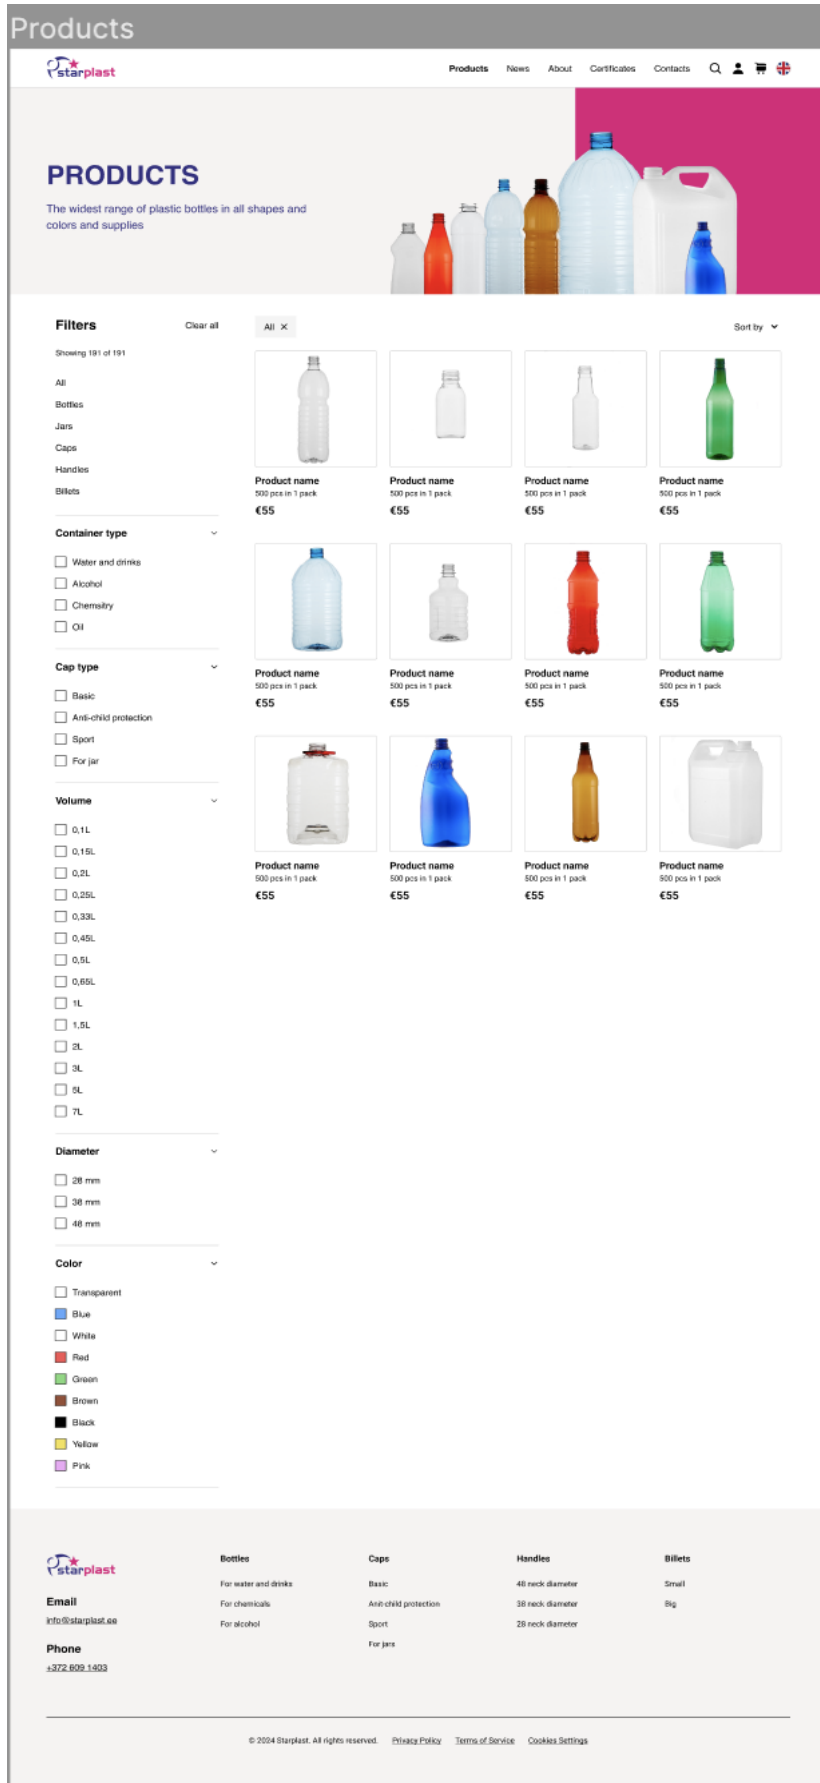 Products
starplast
Products News About Certificates Contacts
PRODUCTS
The widest range of plastic bottles in all shapes and
colors and supplies
Filters
Clear all
Showing 191 of 191
All
Bottles
Jars
Caps
Handles
Billets
Container type
Water and drinks
Alcohol
Chemsitry
Oil
Cap type
Basic
Anti-child protection
Sport
For jar
Volume
0,1L
0,15L
0,2L
0,25L
0,33L
0,45L
0,5L
0,65L
1L
1,5L
2L
3L
5L
7L
Diameter
28 mm
38 mm
48 mm
Color
Transparent
Blue
White
Red
Green
Brown
Black
Yellow
Pink
All ✕
Sort by
Product name Product name Product name Product name
500 pcs in 1 pack 500 pcs in 1 pack 500 pcs in 1 pack 500 pcs in 1 pack
€55 €55 €55 €55
Product name Product name Product name Product name
500 pcs in 1 pack 500 pcs in 1 pack 500 pcs in 1 pack 500 pcs in 1 pack
€55 €55 €55 €55
Product name Product name Product name Product name
500 pcs in 1 pack 500 pcs in 1 pack 500 pcs in 1 pack 500 pcs in 1 pack
€55 €55 €55 €55
starplast
Email
info@starplast.ee
Phone
+372 609 1403
Bottles
For water and drinks
For chemicals
For alcohol
Caps
Basic
Anit-child protection
Sport
For jars
Handles
48 neck diameter
38 neck diameter
28 neck diameter
Billets
Small
Big
© 2024 Starplast. All rights reserved. Privacy Policy Terms of Service Cookies Settings